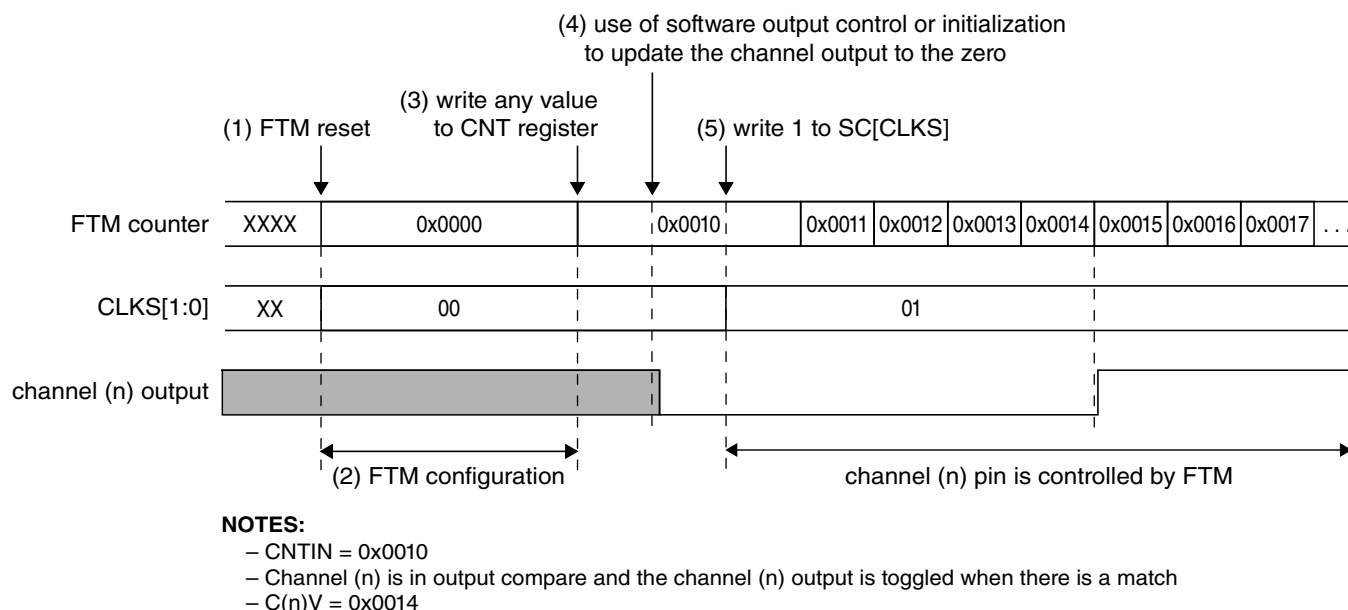 (4) use of software output control or initialization
to update the channel output to the zero
(3) write any value
to CNT register
(1) FTM reset
(5) write 1 to SC[CLKS]
FTM counter XXXX 0x0000 0x0010 0x0011 0x0012 0x0013 0x0014 0x0015 0x0016 0x0017 . . .
CLKS[1:0] XX 00 01
channel (n) output
(2) FTM configuration
channel (n) pin is controlled by FTM
NOTES:
– CNTIN = 0x0010
– Channel (n) is in output compare and the channel (n) output is toggled when there is a match
– C(n)V = 0x0014